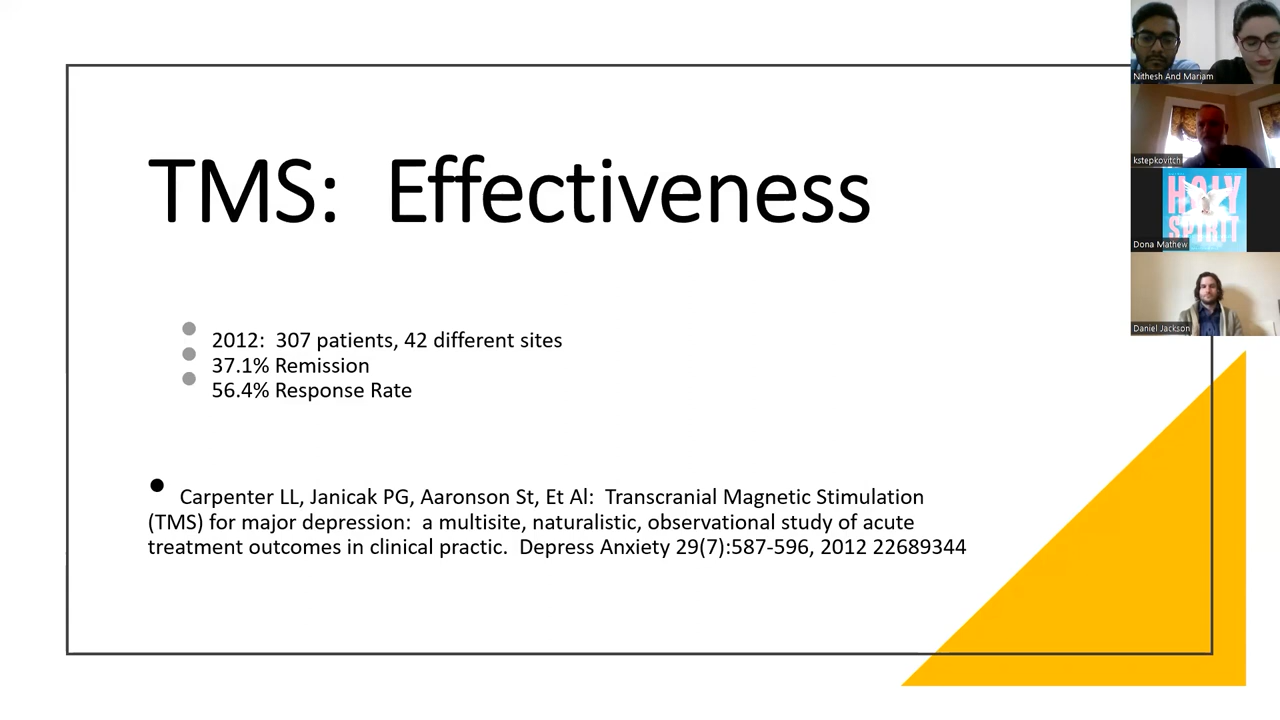 TMS: Effectiveness
2012: 307 patients, 42 different sites
37.1% Remission
56.4% Response Rate
Carpenter LL, Janicak PG, Aaronson St, Et Al: Transcranial Magnetic Stimulation
(TMS) for major depression: a multisite, naturalistic, observational study of acute
treatment outcomes in clinical practic. Depress Anxiety 29(7):587-596, 2012 22689344
Nithesh And Mariam
kstepkovitch
HOLY
SPIRIT
Dona Mathew
Daniel Jackson